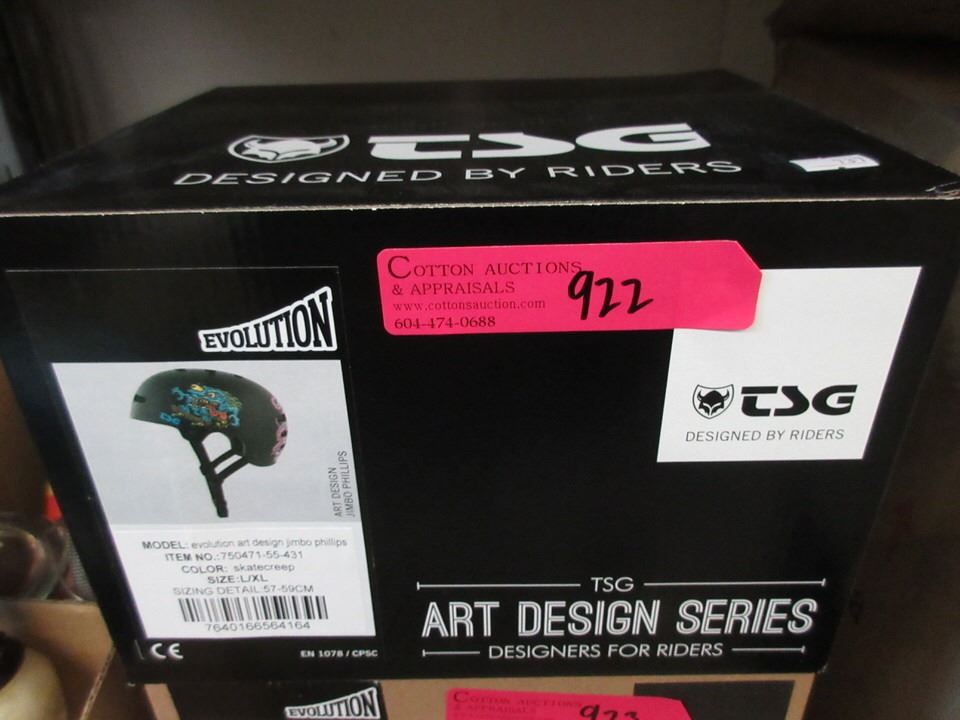 TSG
DESIGNED BY RIDERS
237
COTTON AUCTIONS
& APPRAISALS
www.cottonsauction.com
604-474-0688
922
EVOLUTION
ART DESIGN
JIMBO PHILLIPS
MODEL: evolution art design jimbo phillips
ITEM NO.:750471-55-431
COLOR: skatecreep
SIZE:L/XL
SIZING DETAIL:57-59CM
7640166564164
CE
EN 1078 / CPSC
TSG
DESIGNED BY RIDERS
TSG
ART DESIGN SERIES
DESIGNERS FOR RIDERS
EVOLUTION
COTTON AUCTIONS
& APPRAISALS
923